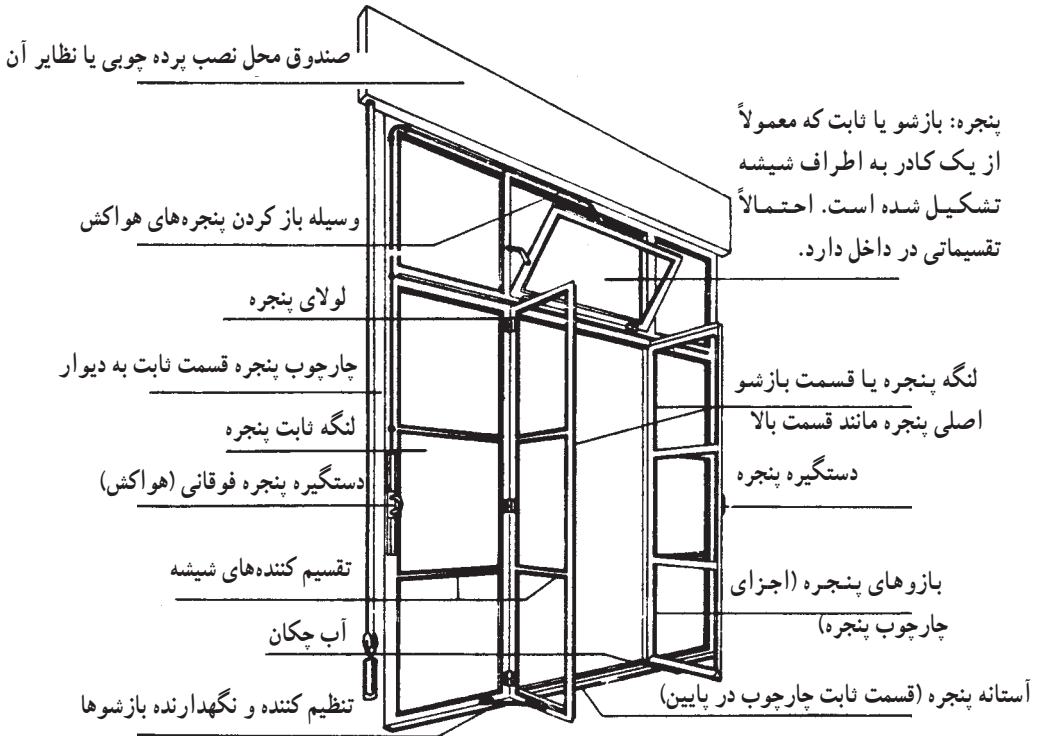 صندوق محل نصب پرده چوبی یا نظایر آن
پنجره: بازشو یا ثابت که معمولاً
از یک کادر به اطراف شیشه
تشکیل شده است. احتمالاً
تقسیماتی در داخل دارد.
وسیله باز کردن پنجره‌های هواکش
لولای پنجره
چارچوب پنجره قسمت ثابت به دیوار
لنگه پنجره یا قسمت بازشو
اصلی پنجره مانند قسمت بالا
لنگه ثابت پنجره
دستگیره پنجره
دستگیره پنجره فوقانی (هواکش)
تقسیم کننده‌های شیشه
بازوهای پنجره (اجزای
چارچوب پنجره)
آب چکان
آستانه پنجره (قسمت ثابت چارچوب در پایین)
تنظیم کننده و نگهدارنده بازشوها